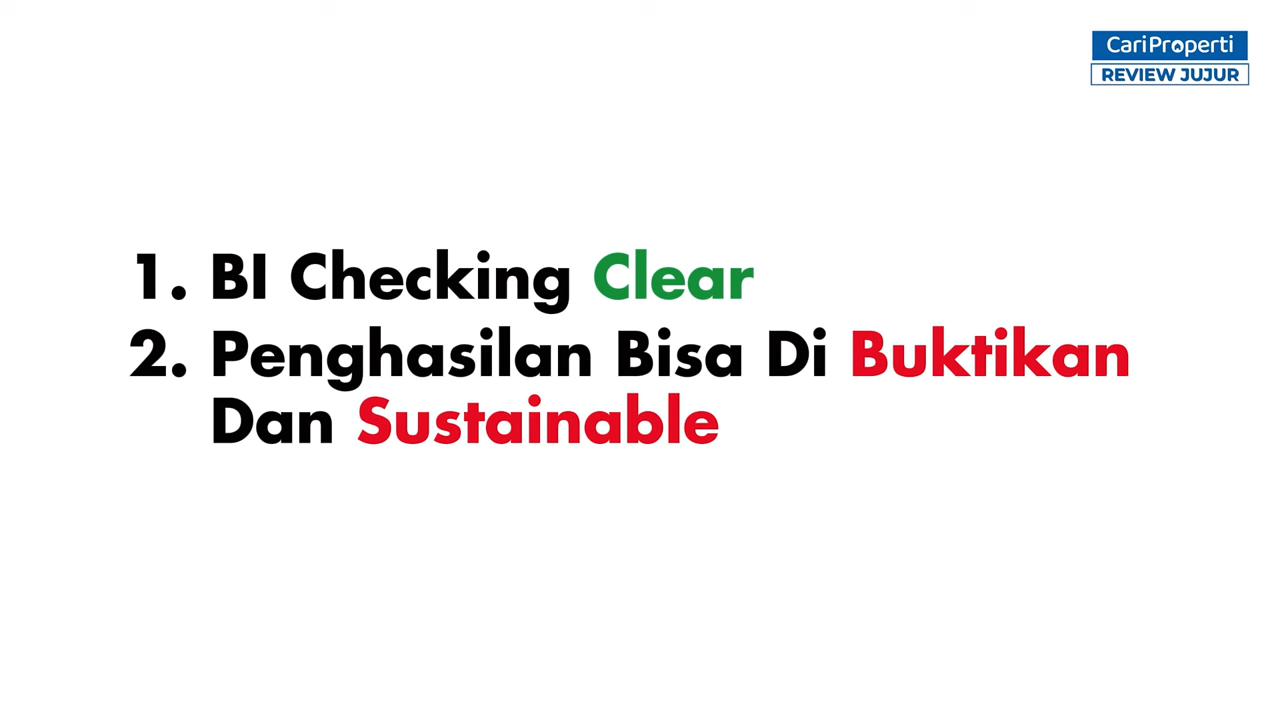 CariProperti
REVIEW JUJUR
1. BI Checking Clear
2. Penghasilan Bisa Di Buktikan
Dan Sustainable